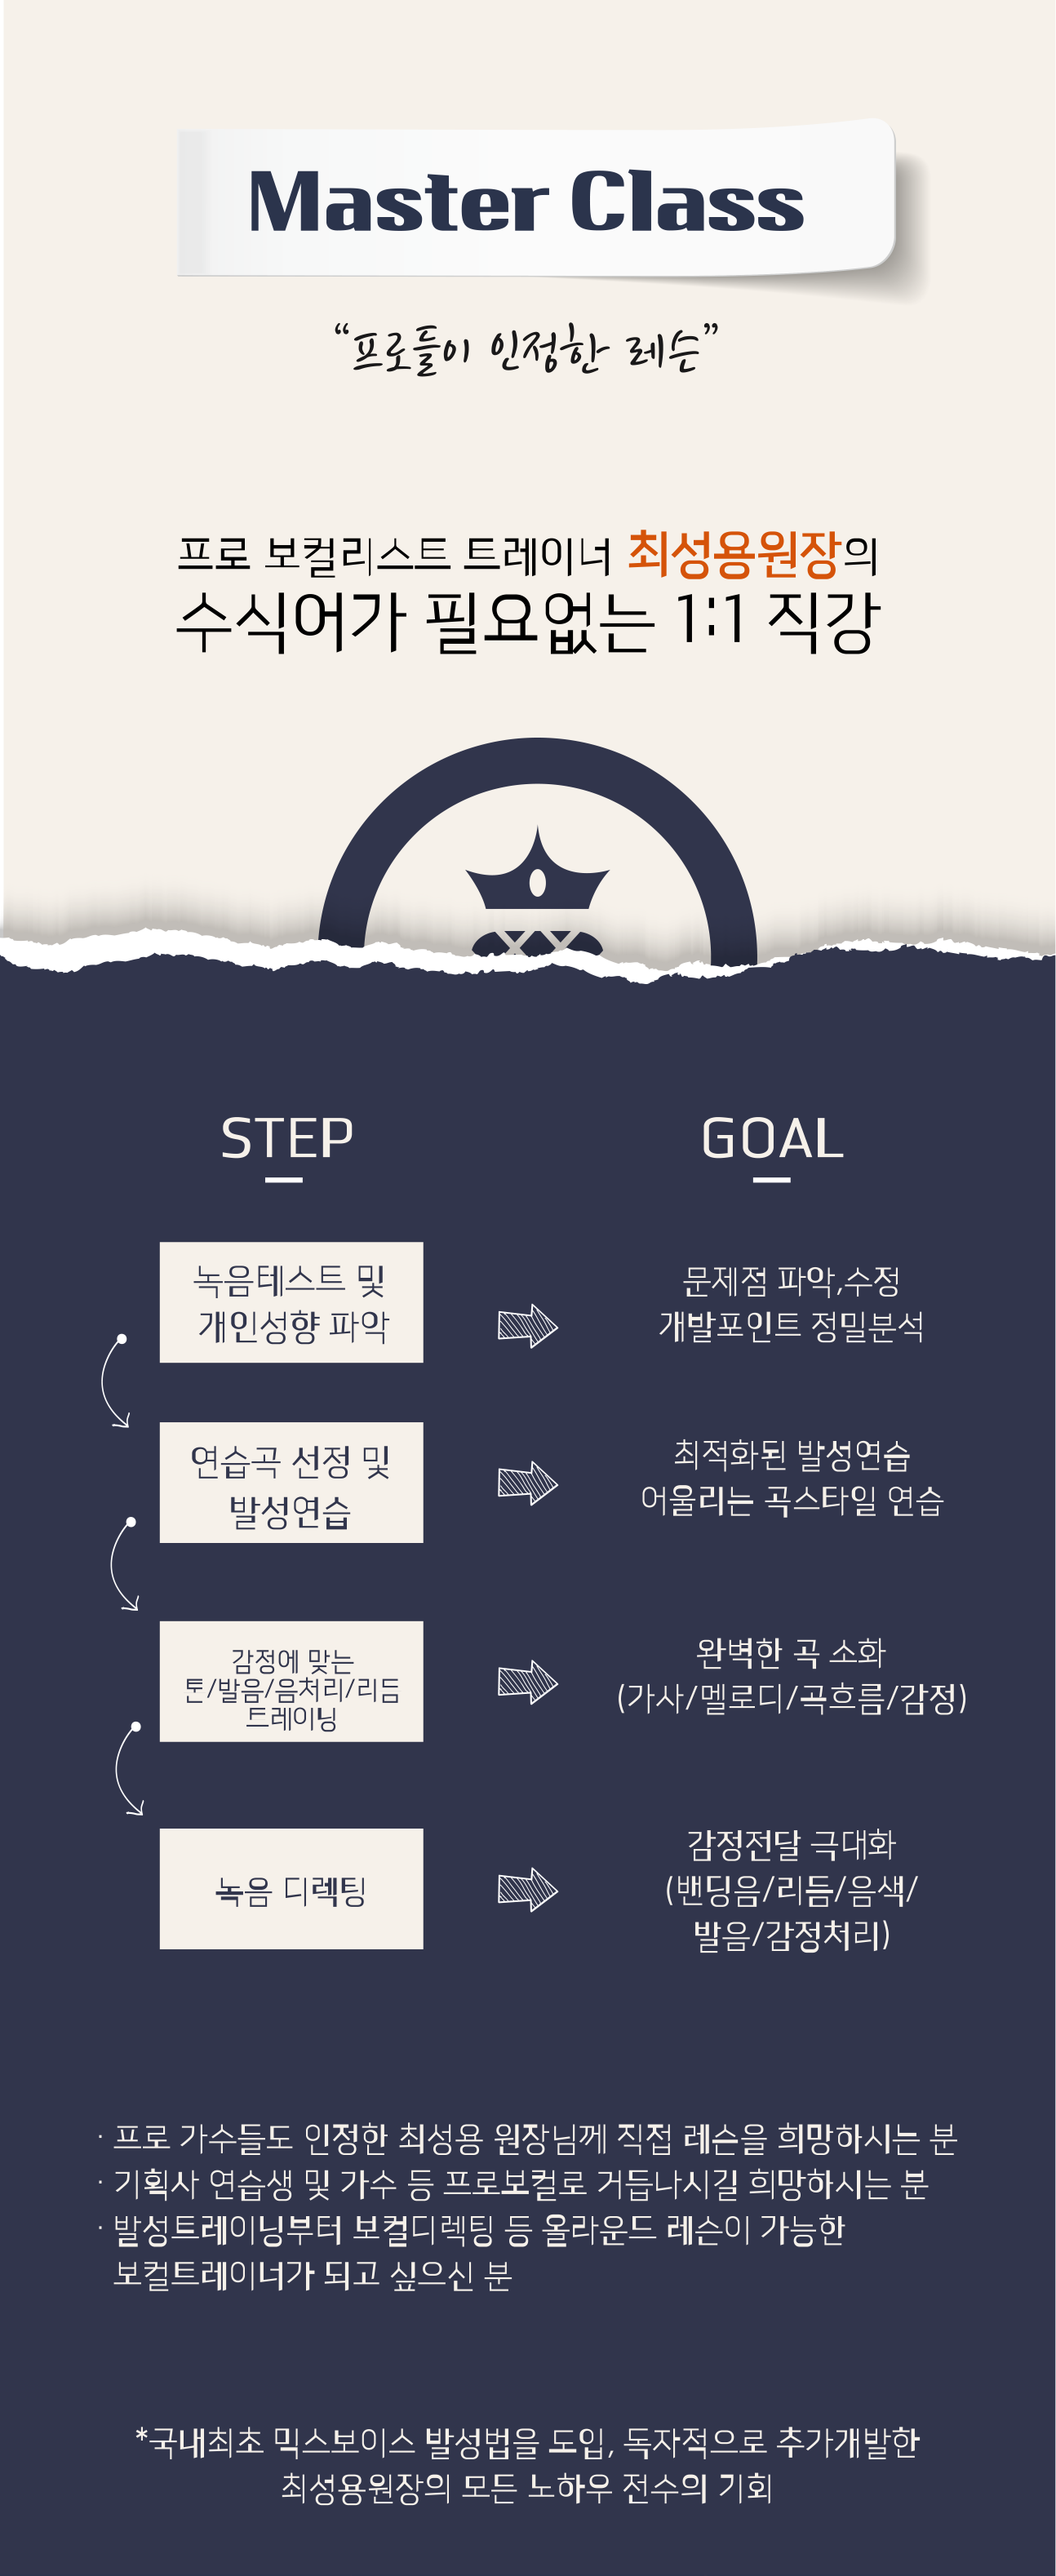 Master Class
“프로들이 인정한 레슨”
프로 보컬리스트 트레이너 최성용원장의
수식어가 필요없는 1:1 직강
STEP
GOAL
녹음테스트 및
개인성향 파악
문제점 파악,수정
개발포인트 정밀분석
연습곡 선정 및
발성연습
최적화된 발성연습
어울리는 곡스타일 연습
감정에 맞는
톤/발음/음처리/리듬
트레이닝
완벽한 곡 소화
(가사/멜로디/곡흐름/감정)
녹음 디렉팅
감정전달 극대화
(밴딩음/리듬/음색/
발음/감정처리)
· 프로 가수들도 인정한 최성용 원장님께 직접 레슨을 희망하시는 분
· 기획사 연습생 및 가수 등 프로보컬로 거듭나시길 희망하시는 분
· 발성트레이닝부터 보컬디렉팅 등 올라운드 레슨이 가능한
보컬트레이너가 되고 싶으신 분
*국내최초 믹스보이스 발성법을 도입, 독자적으로 추가개발한
최성용원장의 모든 노하우 전수의 기회